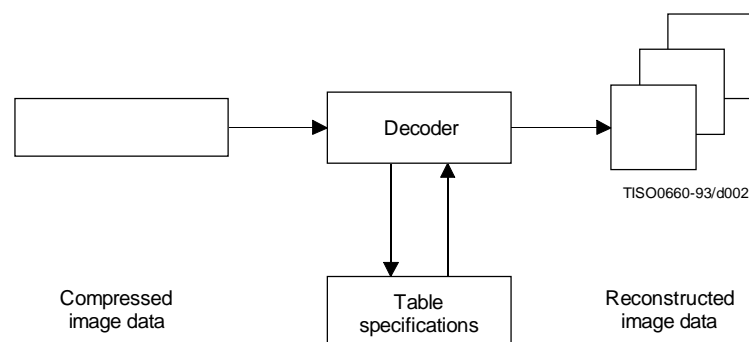 Decoder
TISO0660-93/d002
Compressed
image data
Table
specifications
Reconstructed
image data